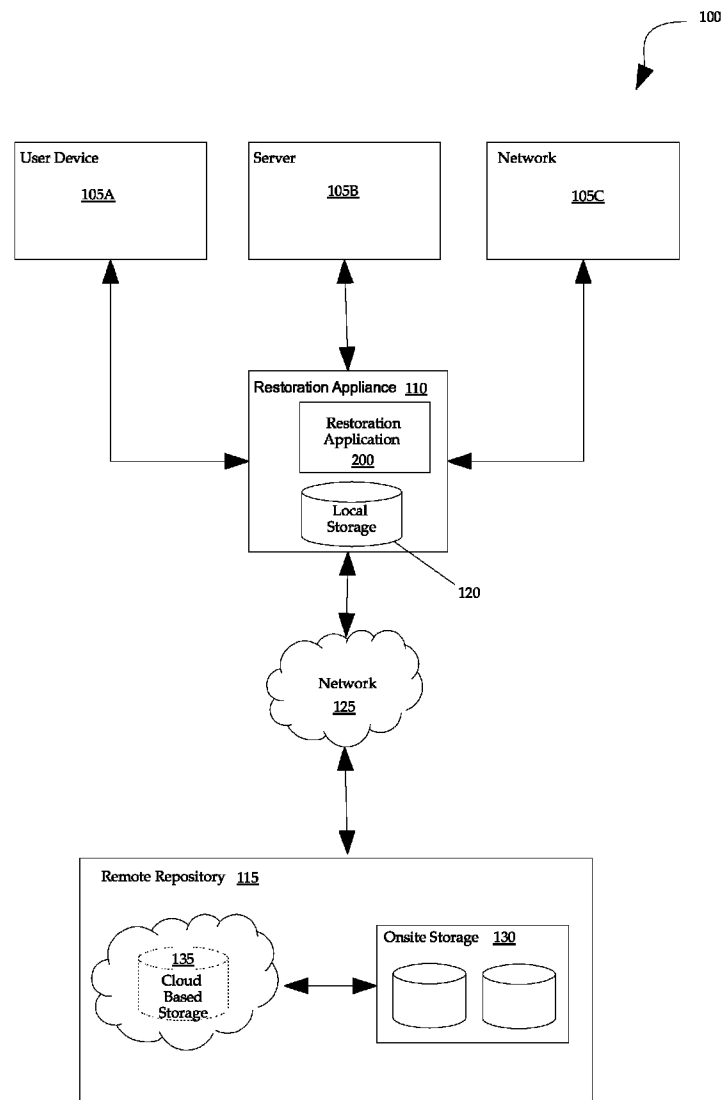 100
User Device
105A
Server
105B
Network
105C
Restoration Appliance 110
Restoration
Application
200
Local
Storage
120
Network
125
Remote Repository 115
135
Cloud
Based
Storage
Onsite Storage 130